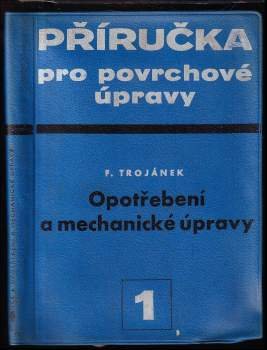 PŘÍRUČKA
pro povrchové
úpravy
F. TROJÁNEK
Opotřebení
a mechanické úpravy
1